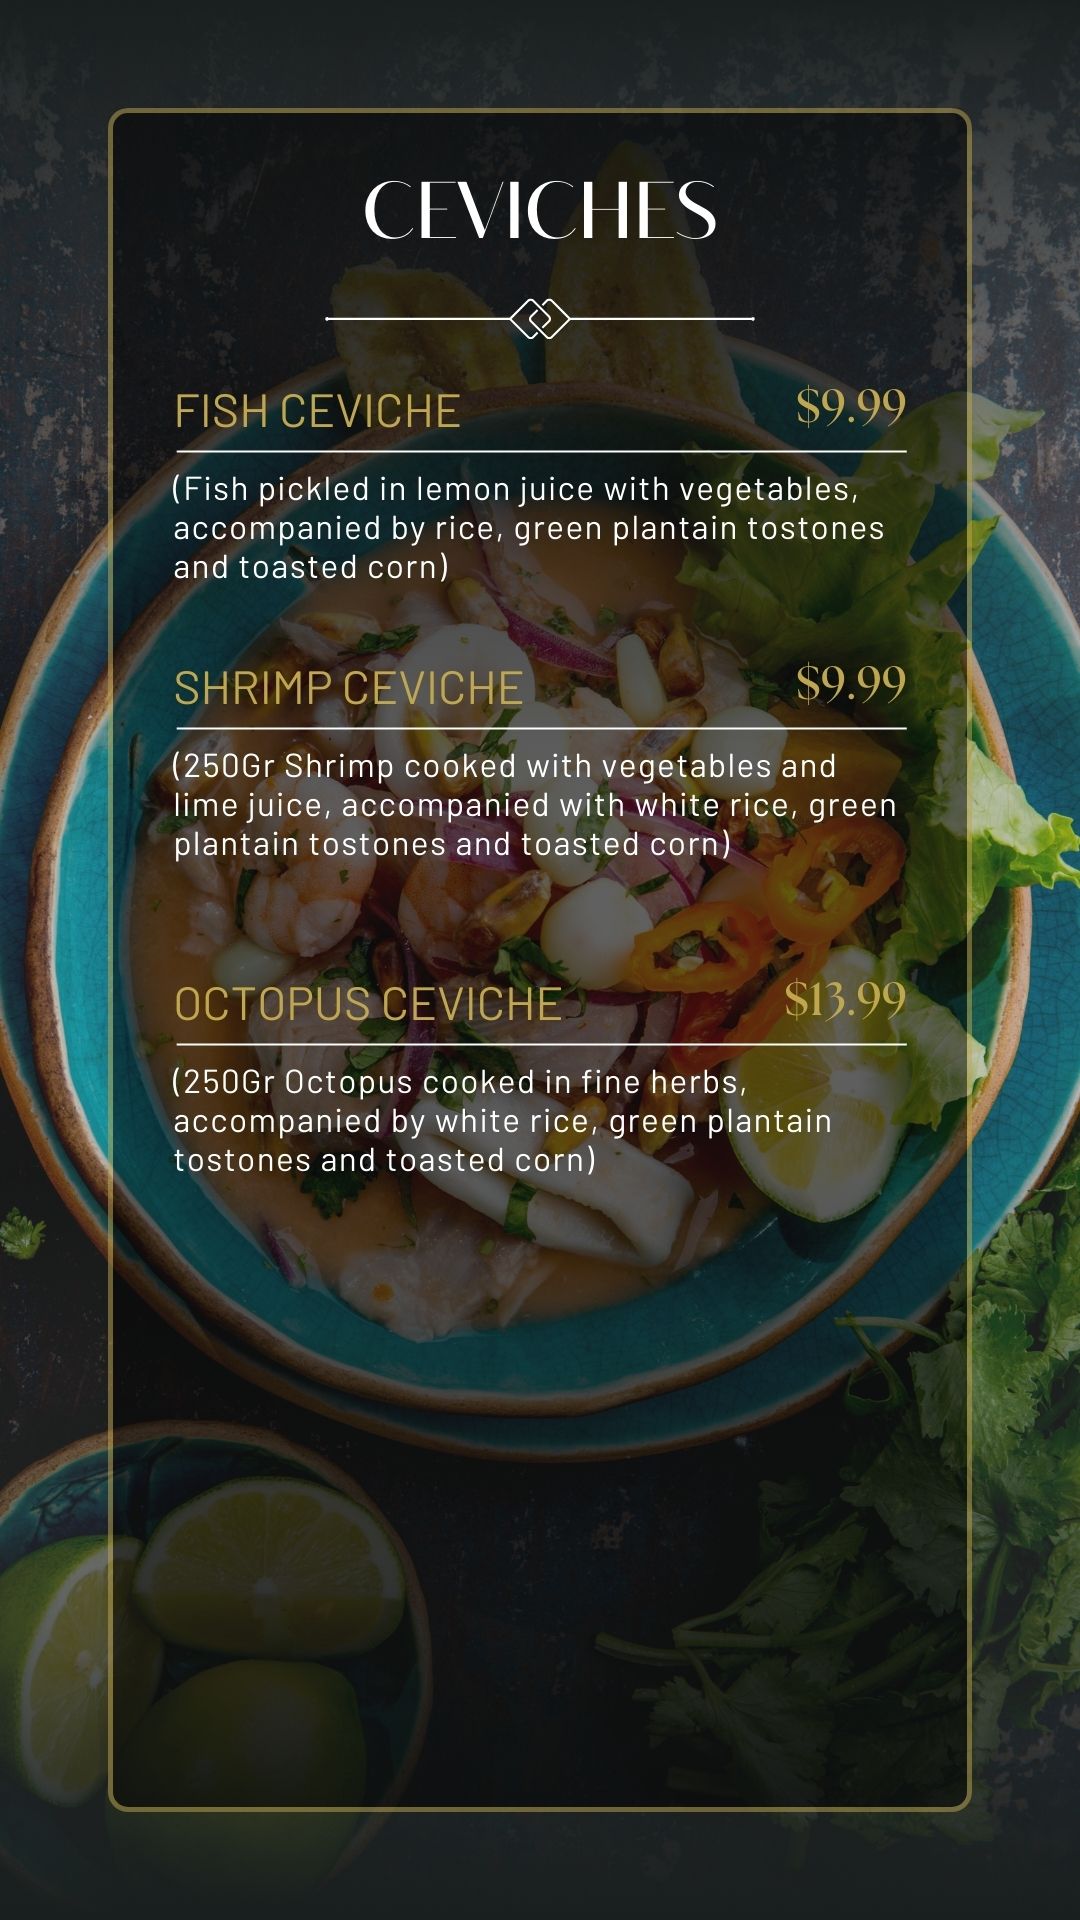 CEVICHES
FISH CEVICHE $9.99
(Fish pickled in lemon juice with vegetables,
accompanied by rice, green plantain tostones
and toasted corn)
SHRIMP CEVICHE $9.99
(250Gr Shrimp cooked with vegetables and
lime juice, accompanied with white rice, green
plantain tostones and toasted corn)
OCTOPUS CEVICHE $13.99
(250Gr Octopus cooked in fine herbs,
accompanied by white rice, green plantain
tostones and toasted corn)